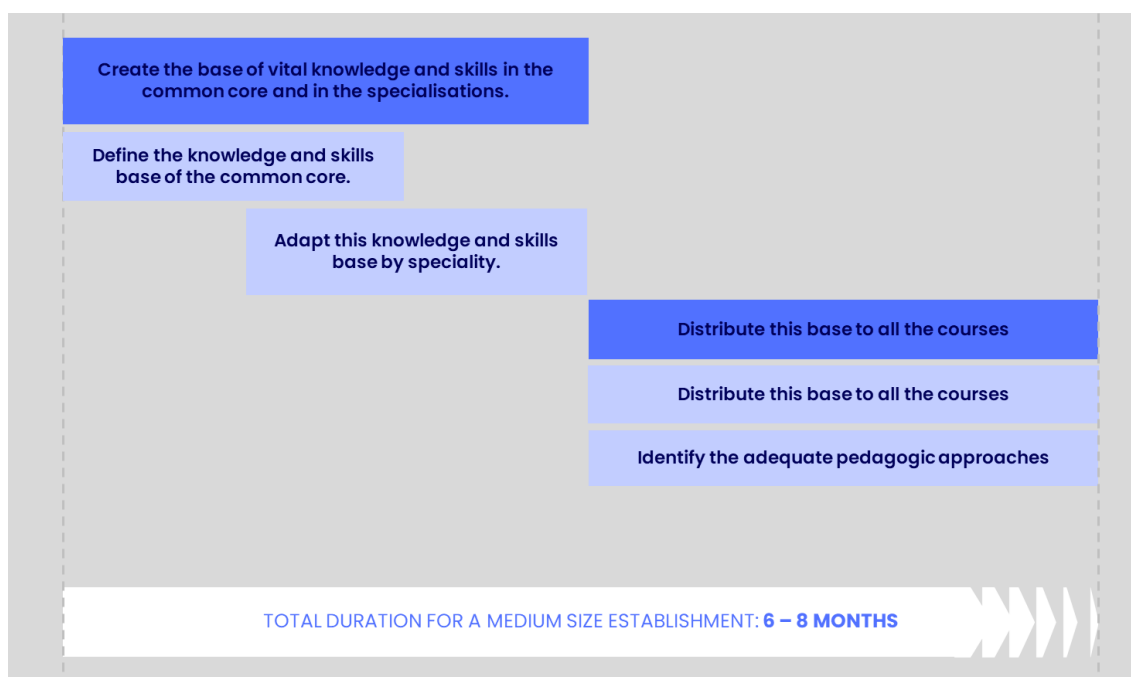 Create the base of vital knowledge and skills in the
common core and in the specialisations.
Define the knowledge and skills
base of the common core.
Adapt this knowledge and skills
base by speciality.
Distribute this base to all the courses
Distribute this base to all the courses
Identify the adequate pedagogic approaches
TOTAL DURATION FOR A MEDIUM SIZE ESTABLISHMENT: 6 – 8 MONTHS